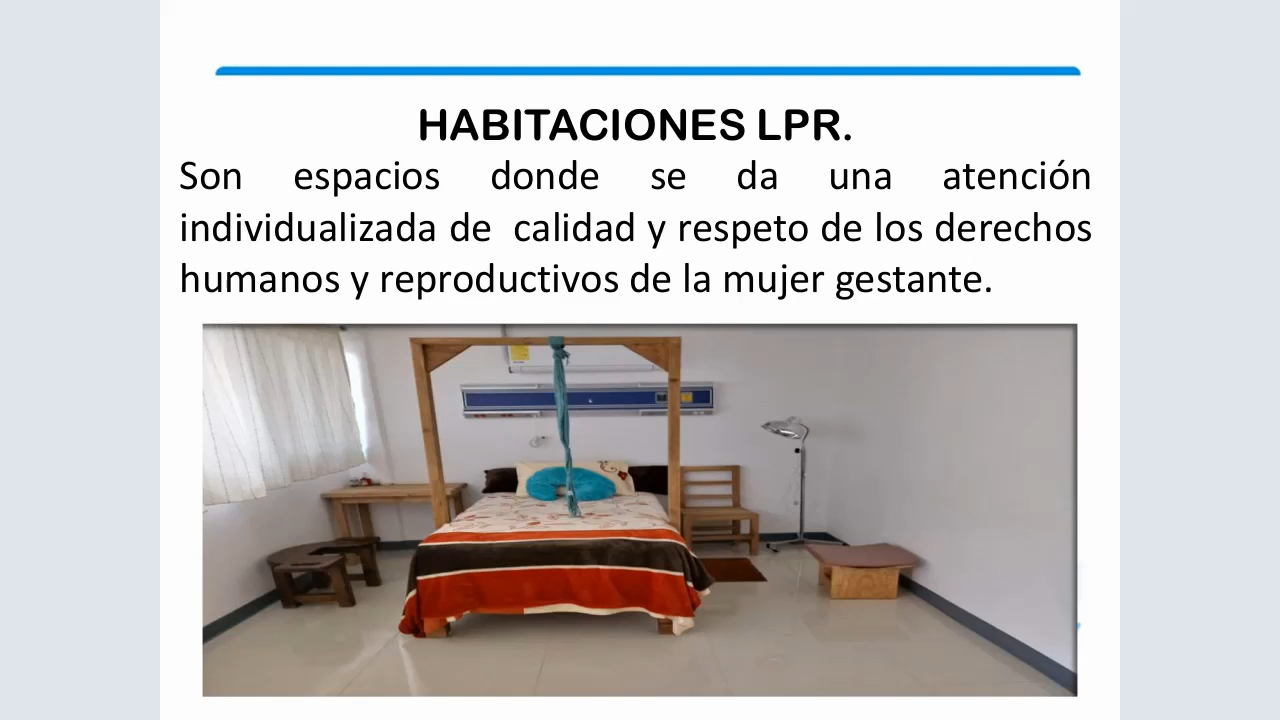 HABITACIONES LPR.
Son espacios donde se da una atención
individualizada de calidad y respeto de los derechos
humanos y reproductivos de la mujer gestante.